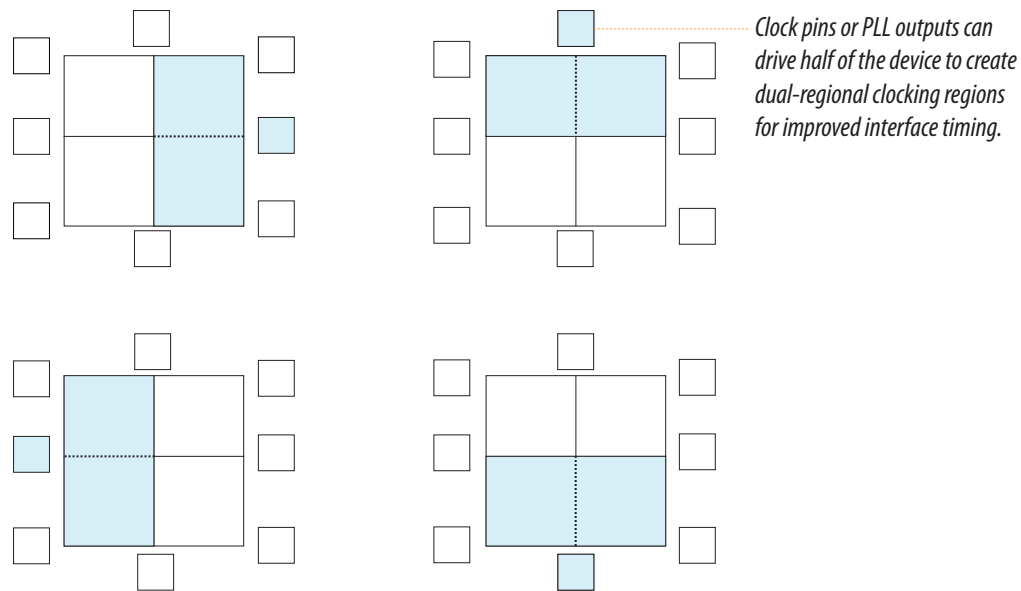 Clock pins or PLL outputs can
drive half of the device to create
dual-regional clocking regions
for improved interface timing.